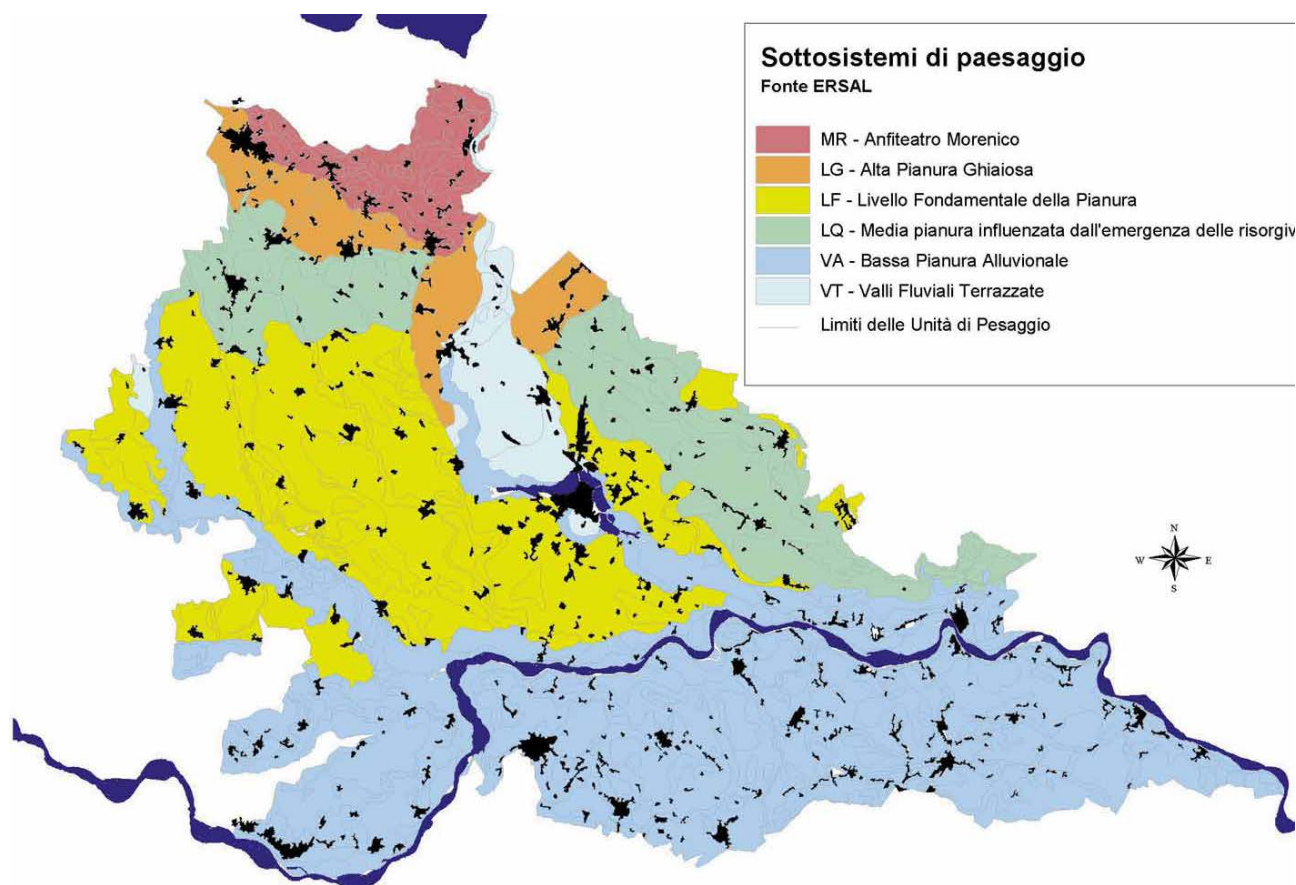 Sottosistemi di paesaggio
Fonte ERSAL
MR - Anfiteatro Morenico
LG - Alta Pianura Ghiaiosa
LF - Livello Fondamentale della Pianura
LQ - Media pianura influenzata dall'emergenza delle risorgiv
VA - Bassa Pianura Alluvionale
VT - Valli Fluviali Terrazzate
Limiti delle Unità di Pesaggio
N
W E
S